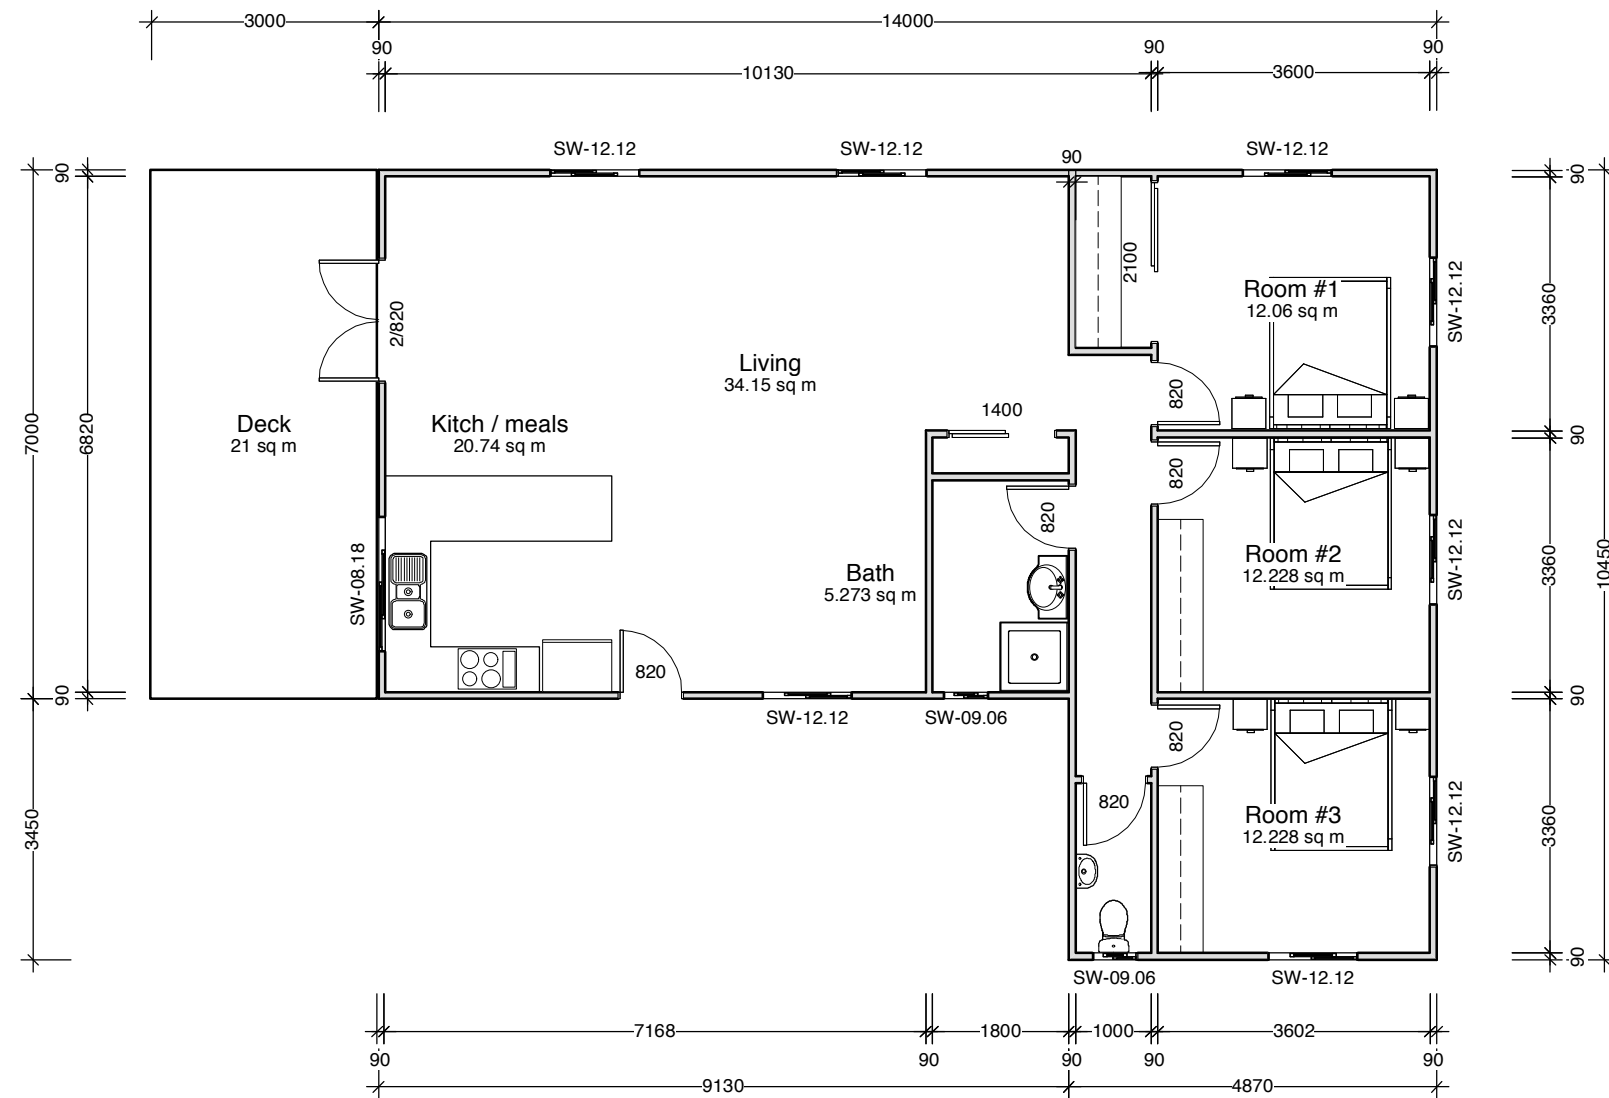 3000
14000
90
90
90
10130
3600
SW-12.12
SW-12.12
SW-12.12
90
90
90
2100
Room #1
12.06 sq m
SW-12.12
3360
2/820
Living
34.15 sq m
820
1400
Deck
21 sq m
Kitch / meals
20.74 sq m
7000
6820
90
820
820
SW-08.18
Bath
5.273 sq m
Room #2
12.228 sq m
SW-12.12
3360
10450
820
90
SW-12.12
SW-09.06
90
820
820
Room #3
12.228 sq m
SW-12.12
3360
3450
90
SW-09.06
SW-12.12
7168
1800
1000
3602
90
90
90
90
90
9130
4870